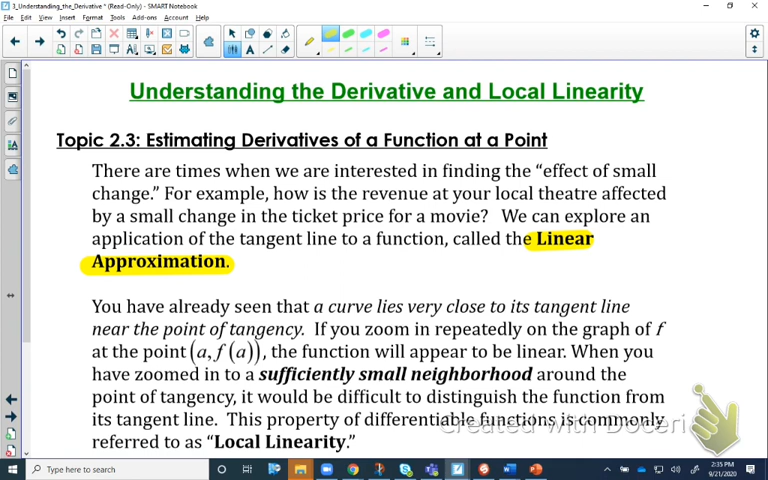 3_Understanding_the_Derivative * (Read-Only) - SMART Notebook
File Edit View Insert Format Tools Add-ons Account Help
Understanding the Derivative and Local Linearity
Topic 2.3: Estimating Derivatives of a Function at a Point
There are times when we are interested in finding the “effect of small
change.” For example, how is the revenue at your local theatre affected
by a small change in the ticket price for a movie? We can explore an
application of the tangent line to a function, called the Linear
Approximation.
You have already seen that a curve lies very close to its tangent line
near the point of tangency. If you zoom in repeatedly on the graph of f
at the point (a, f(a)), the function will appear to be linear. When you
have zoomed in to a sufficiently small neighborhood around the
point of tangency, it would be difficult to distinguish the function from
its tangent line. This property of differentiable functions is commonly
Created with Doceri
referred to as “Local Linearity.”
Type here to search
2:35 PM
9/21/2020